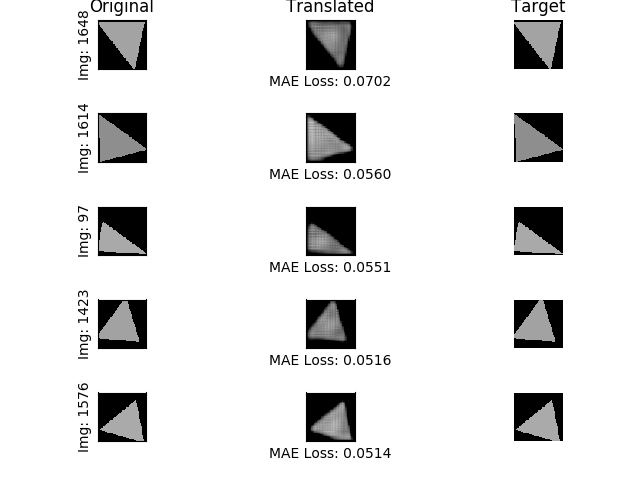 Original Translated Target
Img: 1648
MAE Loss: 0.0702
Img: 1614
MAE Loss: 0.0560
Img: 97
MAE Loss: 0.0551
Img: 1423
MAE Loss: 0.0516
Img: 1576
MAE Loss: 0.0514